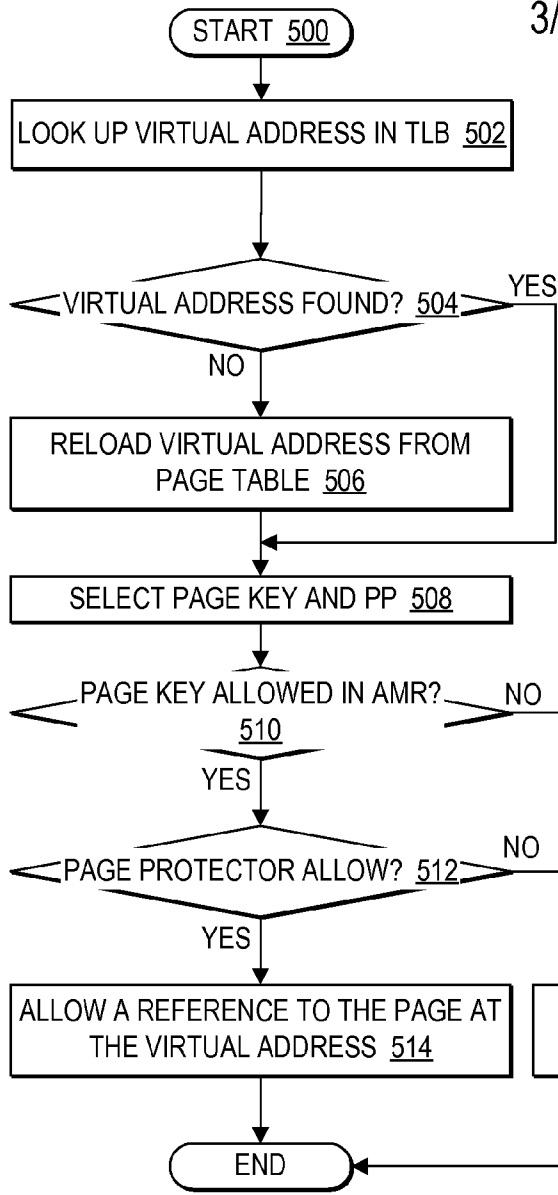 3/
START 500
LOOK UP VIRTUAL ADDRESS IN TLB 502
VIRTUAL ADDRESS FOUND? 504
YES
NO
RELOAD VIRTUAL ADDRESS FROM
PAGE TABLE 506
SELECT PAGE KEY AND PP 508
PAGE KEY ALLOWED IN AMR?
510
NO
YES
PAGE PROTECTOR ALLOW? 512
NO
YES
ALLOW A REFERENCE TO THE PAGE AT
THE VIRTUAL ADDRESS 514
END